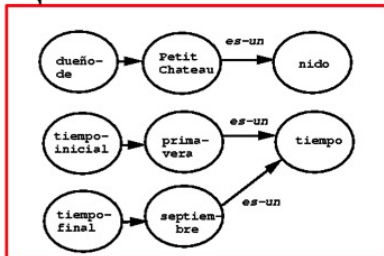 dueño-
de
Petit
Chateau
es-un
nido
tiempo-
inicial
prima-
vera
es-un
tiempo
tiempo-
final
septiem-
bre
es-un